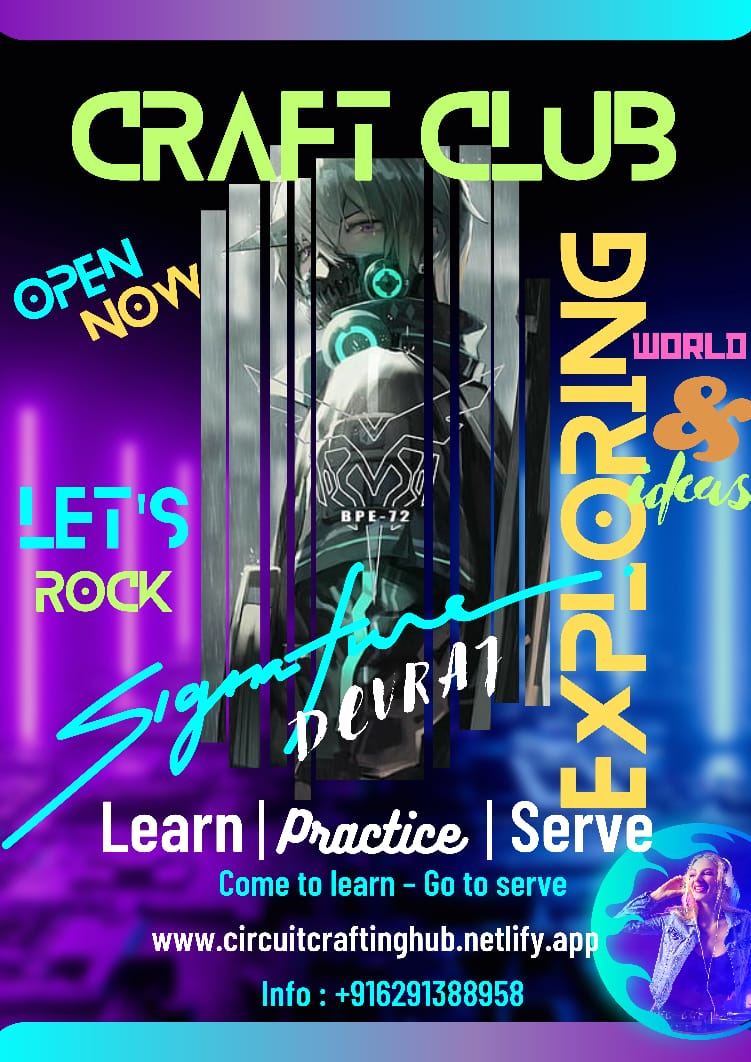 CRAFT CLUB
OPEN
NOW
EXPLORING
WORLD
&
ideas
LET'S
ROCK
BPE-72
Signature
DEVRAJ
Learn | Practice | Serve
Come to learn - Go to serve
www.circuitcraftinghub.netlify.app
Info : +916291388958